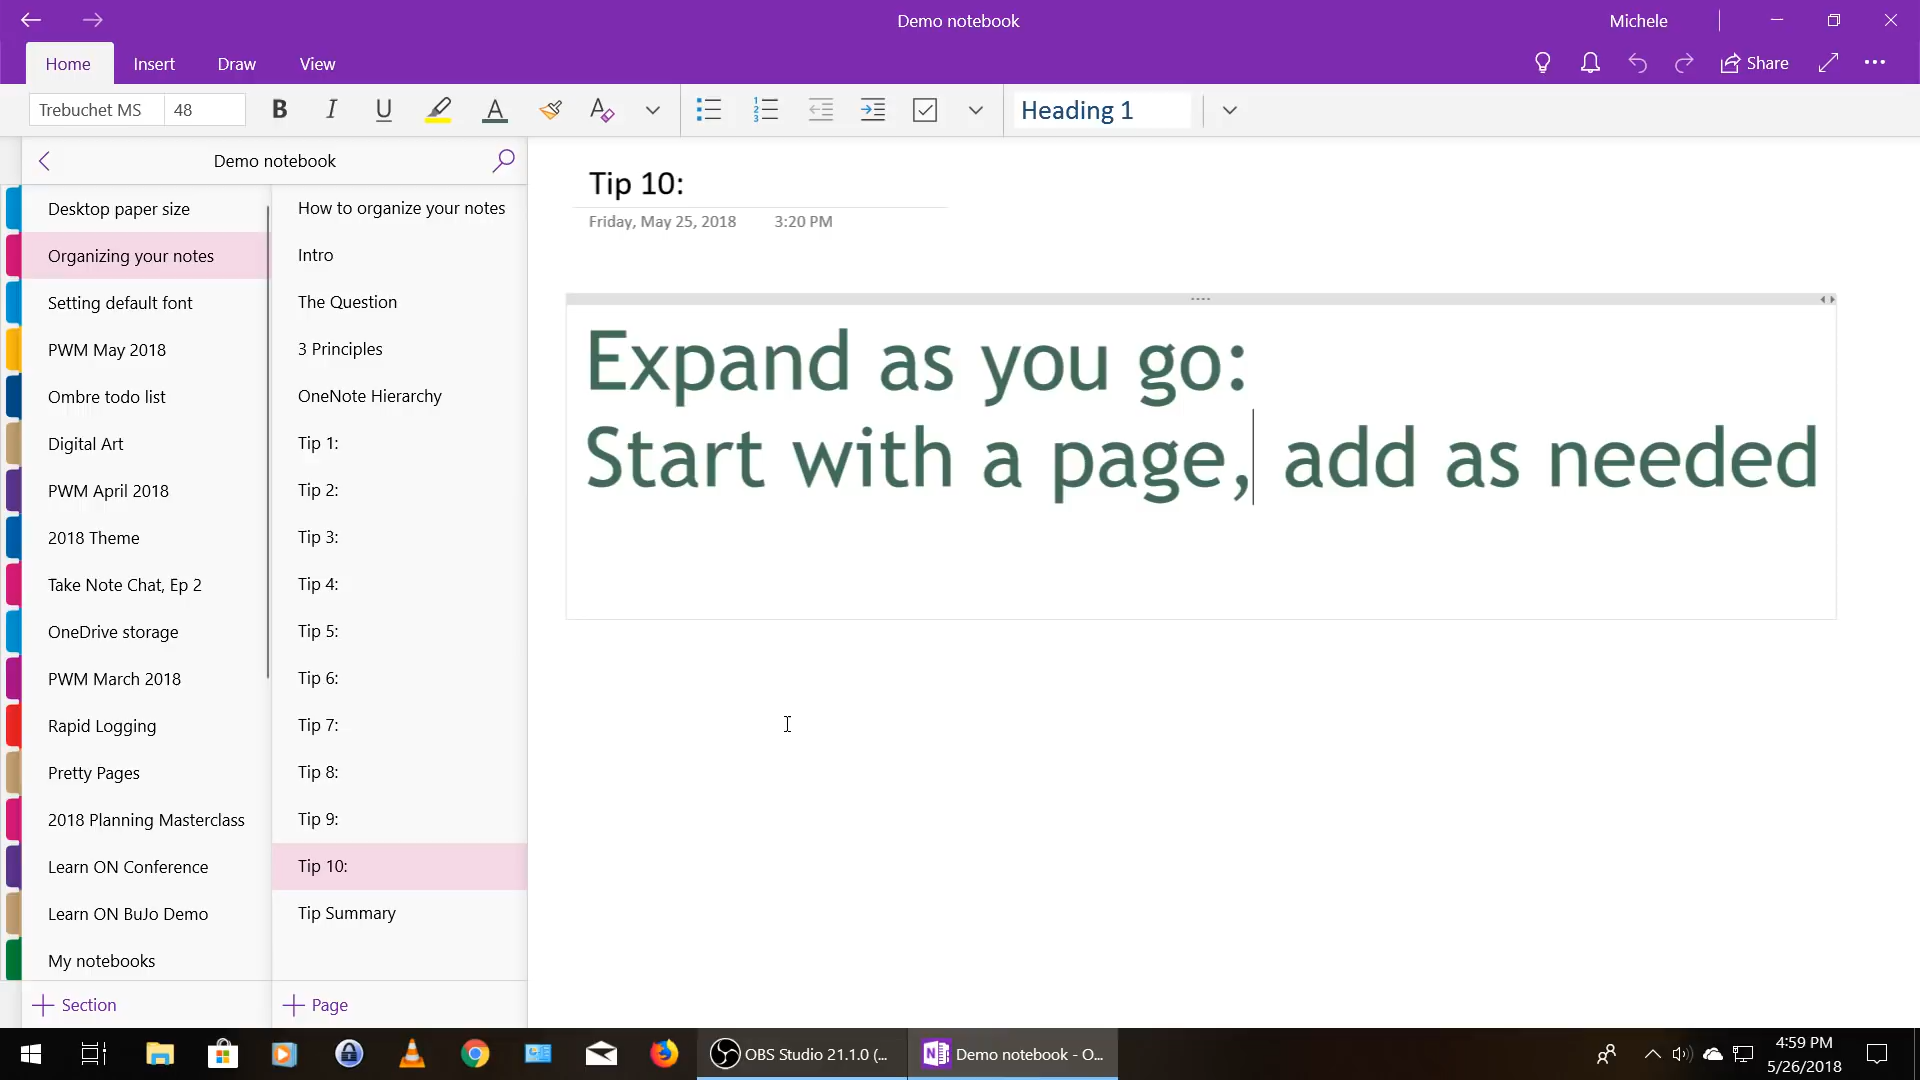 Demo notebook
Michele
Home
Insert
Draw
View
Share
Trebuchet MS
48
B
I
U
A
A
1
2
3
Heading 1
Demo notebook
Desktop paper size
Organizing your notes
Setting default font
PWM May 2018
Ombre todo list
Digital Art
PWM April 2018
2018 Theme
Take Note Chat, Ep 2
OneDrive storage
PWM March 2018
Rapid Logging
Pretty Pages
2018 Planning Masterclass
Learn ON Conference
Learn ON BuJo Demo
My notebooks
Section
How to organize your notes
Intro
The Question
3 Principles
OneNote Hierarchy
Tip 1:
Tip 2:
Tip 3:
Tip 4:
Tip 5:
Tip 6:
Tip 7:
Tip 8:
Tip 9:
Tip 10:
Tip Summary
Page
Tip 10:
Friday, May 25, 2018
3:20 PM
Expand as you go:
Start with a page, add as needed
OBS Studio 21.1.0 (...
N
Demo notebook - O...
4:59 PM
5/26/2018